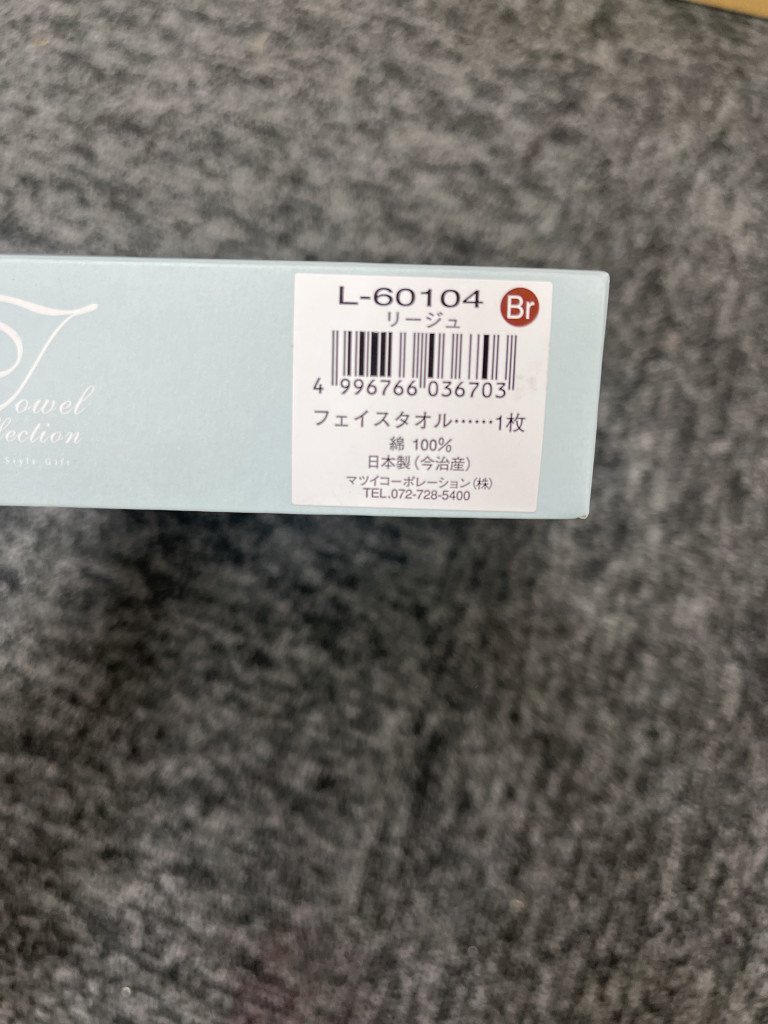 Towel
llection
Style Gift
L-60104
Br
リージュ
4 996766 036703
フェイスタオル……1枚
綿 100%
日本製(今治産)
マツイコーポレーション(株)
TEL.072-728-5400